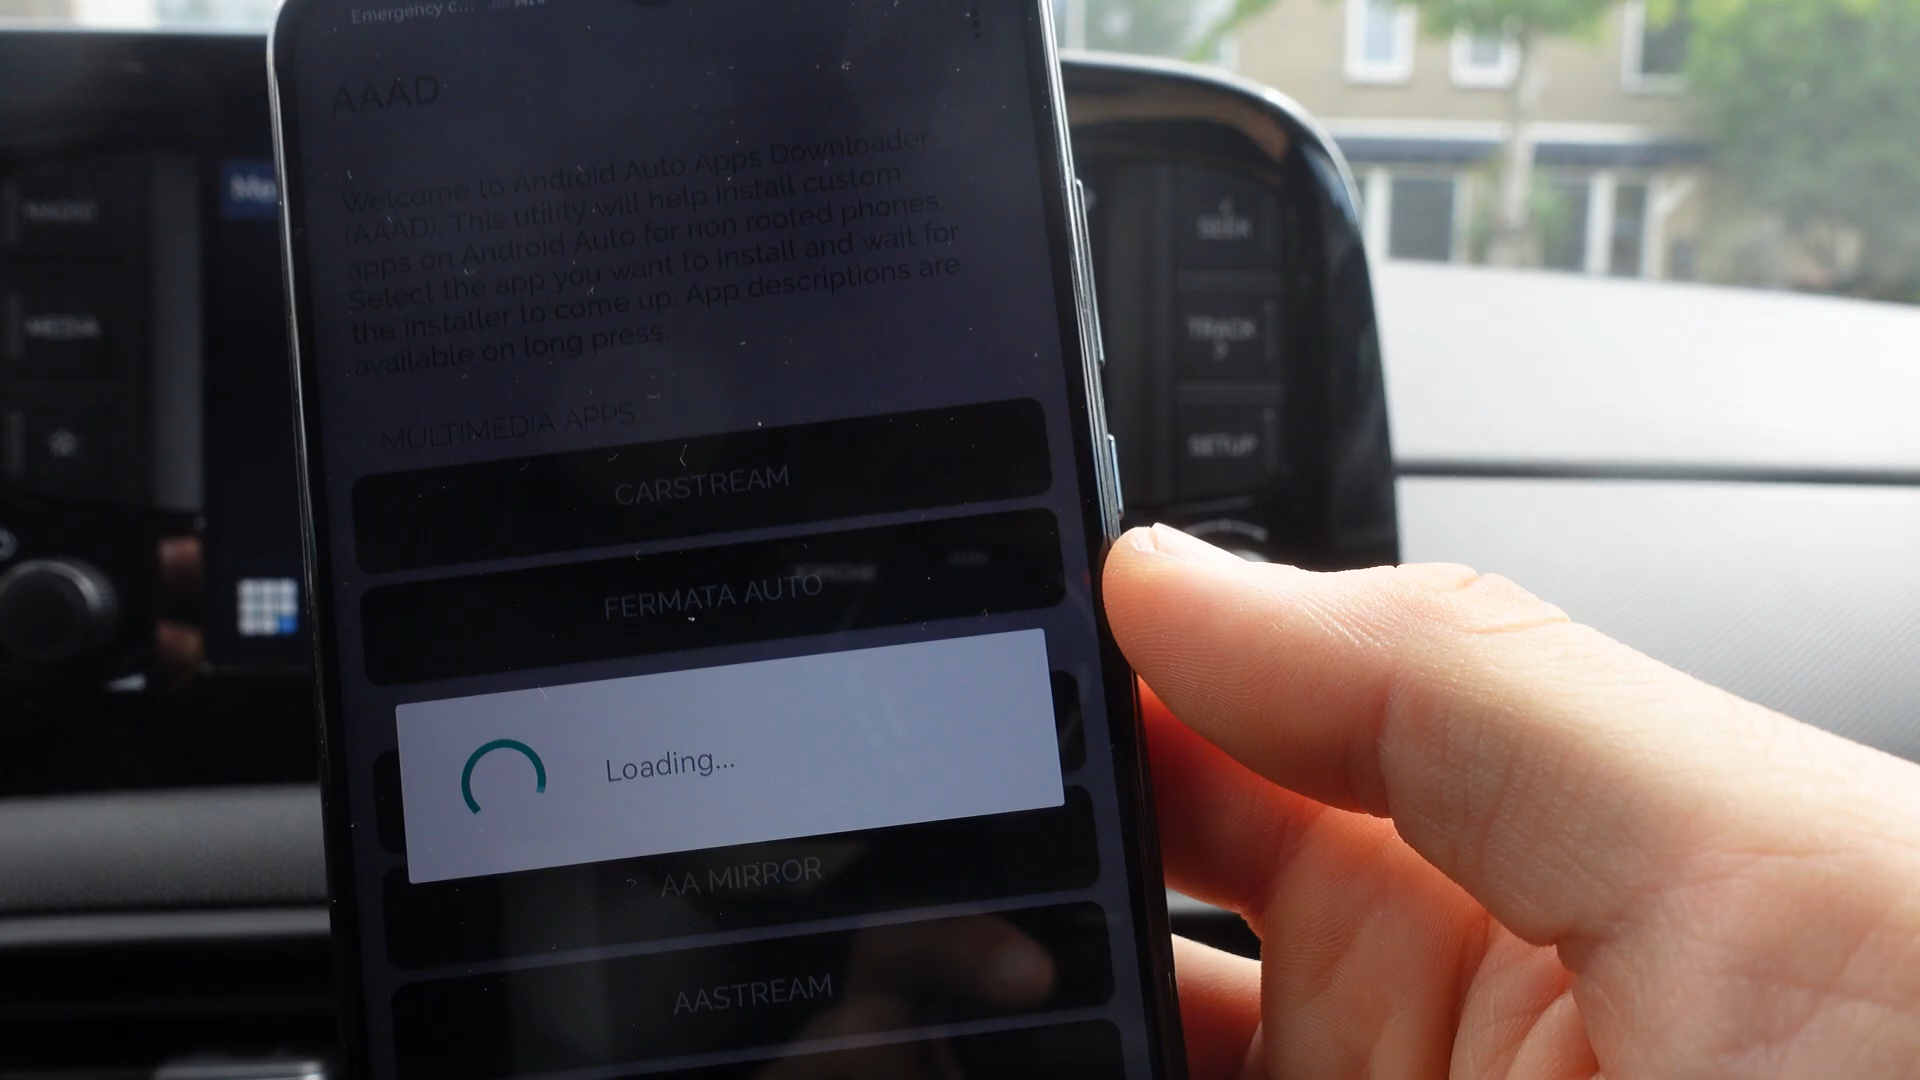 Emergency c...
AAAD
Welcome to Android Auto Apps Downloader
(AAAD). This utility will help install custom
apps on Android Auto for non rooted phones.
Select the app you want to install and wait for
the installer to come up. App descriptions are
available on long press.
MULTIMEDIA APPS
CARSTREAM
FERMATA AUTO
Loading...
AA MIRROR
AASTREAM
RADIO
MEDIA
SEEK
TRACK
SETUP